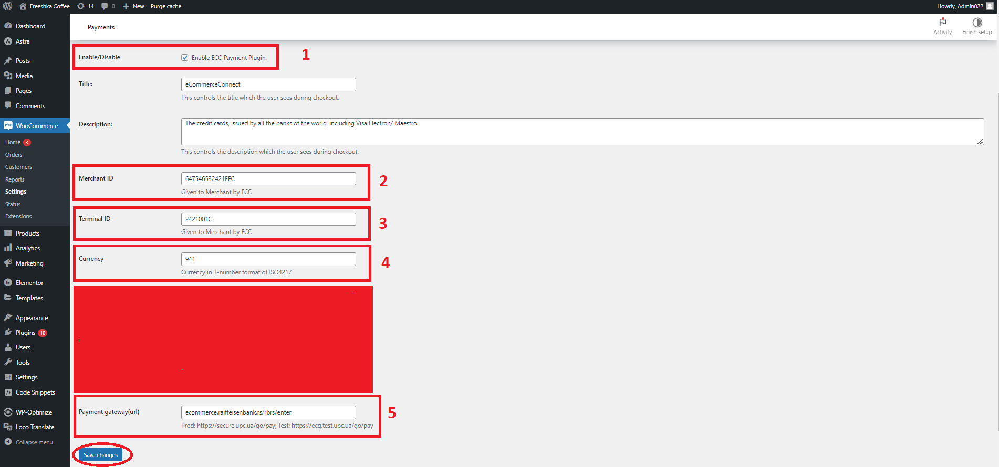 Freeshka Coffee 14 0 New Purge cache Howdy, Admin022
Payments
Activity
Finish setup
Dashboard
Astra
Posts
Media
Pages
Comments
WooCommerce
Home 3
Orders
Customers
Reports
Settings
Status
Extensions
Products
Analytics
Marketing
Elementor
Templates
Appearance
Plugins 10
Users
Tools
Settings
Code Snippets
WP-Optimize
Loco Translate
Collapse menu
Enable/Disable Enable ECC Payment Plugin. 1
Title: eCommerceConnect
This controls the title which the user sees during checkout.
Description: The credit cards, issued by all the banks of the world, including Visa Electron/ Maestro.
This controls the description which the user sees during checkout.
Merchant ID 647546532421FFC 2
Given to Merchant by ECC
Terminal ID 2421001C 3
Given to Merchant by ECC
Currency 941 4
Currency in 3-number format of ISO4217
Payment gateway(url) ecommerce.raiffeisenbank.rs/rbrs/enter 5
Prod: https://secure.upc.ua/go/pay; Test: https://ecg.test.upc.ua/go/pay
Save changes